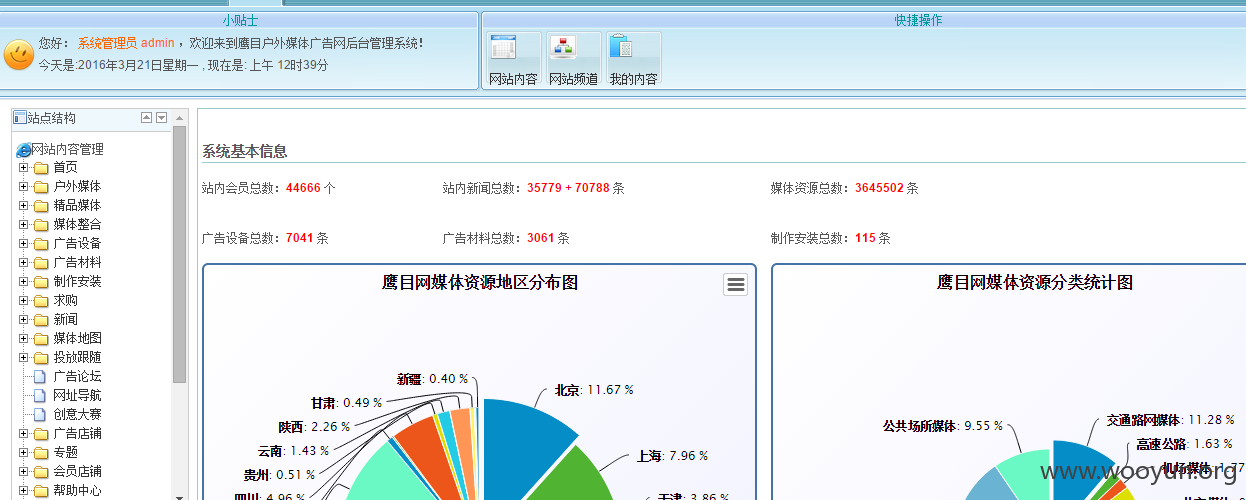 小贴士
快捷操作
您好： 系统管理员 admin ，欢迎来到鹰目户外媒体广告网后台管理系统！
今天是:2016年3月21日星期一 , 现在是: 上午 12时39分
网站内容 网站频道 我的内容
站点结构
网站内容管理
首页
户外媒体
精品媒体
媒体整合
广告设备
广告材料
制作安装
求购
新闻
媒体地图
投放跟随
广告论坛
网址导航
创意大赛
广告店铺
专题
会员店铺
帮助中心
系统基本信息
站内会员总数：44666 个 站内新闻总数：35779 + 70788 条 媒体资源总数：3645502 条
广告设备总数：7041 条 广告材料总数：3061 条 制作安装总数：115 条
鹰目网媒体资源地区分布图
新疆: 0.40 %
北京: 11.67 %
甘肃: 0.49 %
陕西: 2.26 %
云南: 1.43 %
上海: 7.96 %
贵州: 0.51 %
四川: 4.96 %
天津: 3.86 %
鹰目网媒体资源分类统计图
交通路网媒体: 11.28 %
公共场所媒体: 9.55 %
高速公路: 1.63 %
机场媒体: 1.77
www.wooyun.org